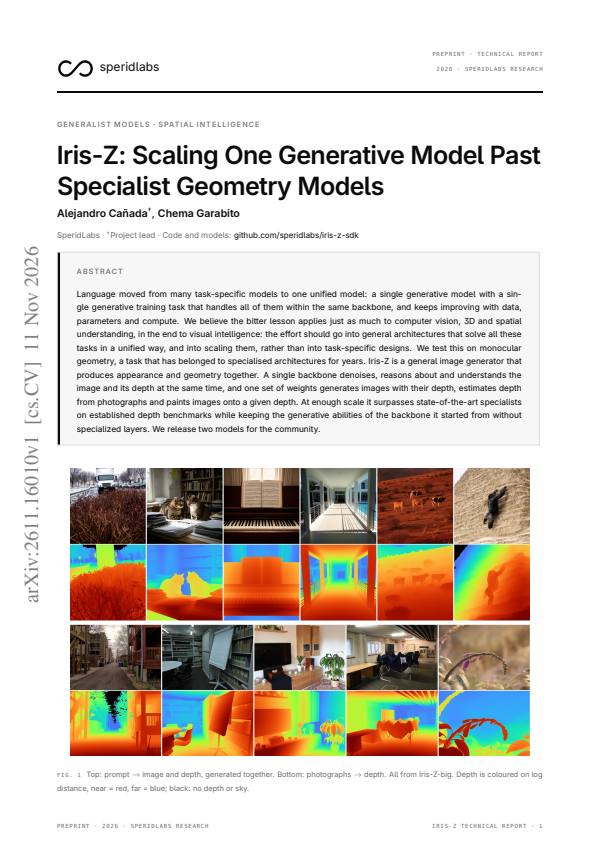 speridlabs
PREPRINT · TECHNICAL REPORT
2026 · SPERIDLABS RESEARCH
GENERALIST MODELS · SPATIAL INTELLIGENCE
Iris-Z: Scaling One Generative Model Past
Specialist Geometry Models
Alejandro Cañada†, Chema Garabito
SperidLabs · †Project lead · Code and models: github.com/speridlabs/iris-z-sdk
ABSTRACT
Language moved from many task-specific models to one unified model: a single generative model with a sin-
gle generative training task that handles all of them within the same backbone, and keeps improving with data,
parameters and compute. We believe the bitter lesson applies just as much to computer vision, 3D and spatial
understanding, in the end to visual intelligence: the effort should go into general architectures that solve all these
tasks in a unified way, and into scaling them, rather than into task-specific designs. We test this on monocular
geometry, a task that has belonged to specialised architectures for years. Iris-Z is a general image generator that
produces appearance and geometry together. A single backbone denoises, reasons about and understands the
image and its depth at the same time, and one set of weights generates images with their depth, estimates depth
from photographs and paints images onto a given depth. At enough scale it surpasses state-of-the-art specialists
on established depth benchmarks while keeping the generative abilities of the backbone it started from without
specialized layers. We release two models for the community.
arXiv:2611.16010v1 [cs.CV] 11 Nov 2026
FIG. 1 Top: prompt → image and depth, generated together. Bottom: photographs → depth. All from Iris-Z-big. Depth is coloured on log
distance, near = red, far = blue; black: no depth or sky.
PREPRINT · 2026 · SPERIDLABS RESEARCH
IRIS-Z TECHNICAL REPORT · 1